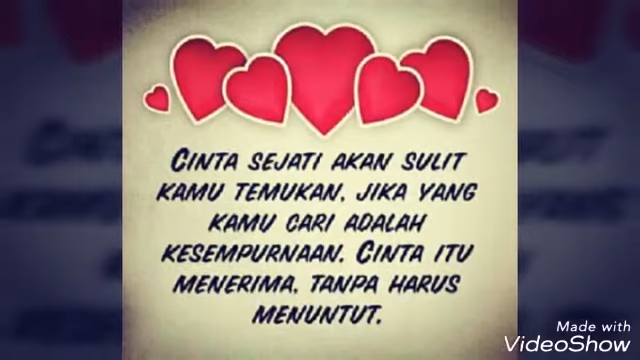 CINTA SEJATI AKAN SULIT
KAMU TEMUKAN, JIKA YANG
KAMU CARI ADALAH
KESEMPURNAAN. CINTA ITU
MENERIMA, TANPA HARUS
MENUNTUT.
Made with
VideoShow